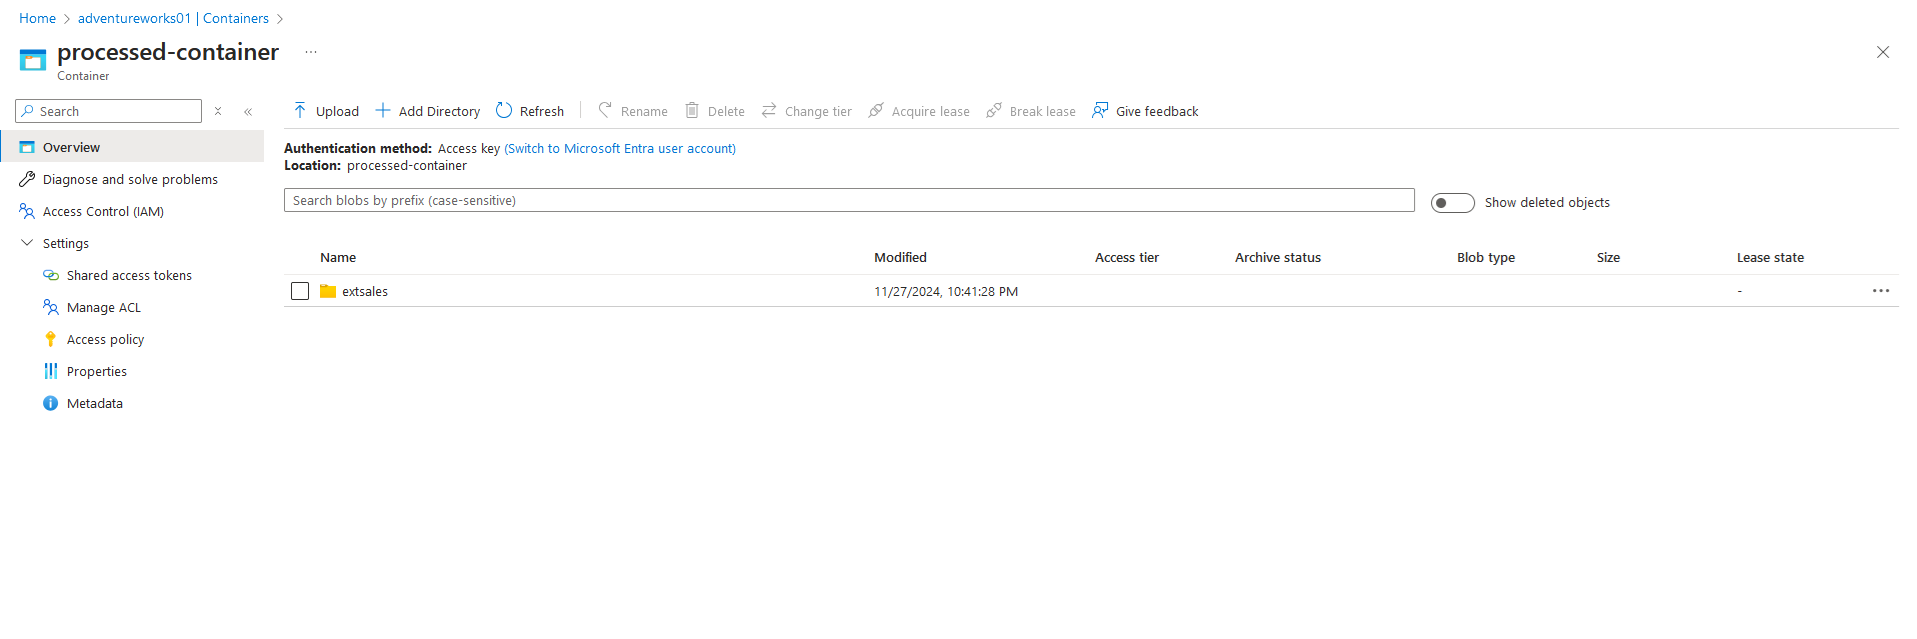 Home > adventureworks01 | Containers >
processed-container ...
Container
Search
Upload Add Directory Refresh Rename Delete Change tier Acquire lease Break lease Give feedback
Overview
Diagnose and solve problems
Access Control (IAM)
Settings
Shared access tokens
Manage ACL
Access policy
Properties
Metadata
Authentication method: Access key (Switch to Microsoft Entra user account)
Location: processed-container
Search blobs by prefix (case-sensitive)
Show deleted objects
Name Modified Access tier Archive status Blob type Size Lease state
extsales 11/27/2024, 10:41:28 PM - ...